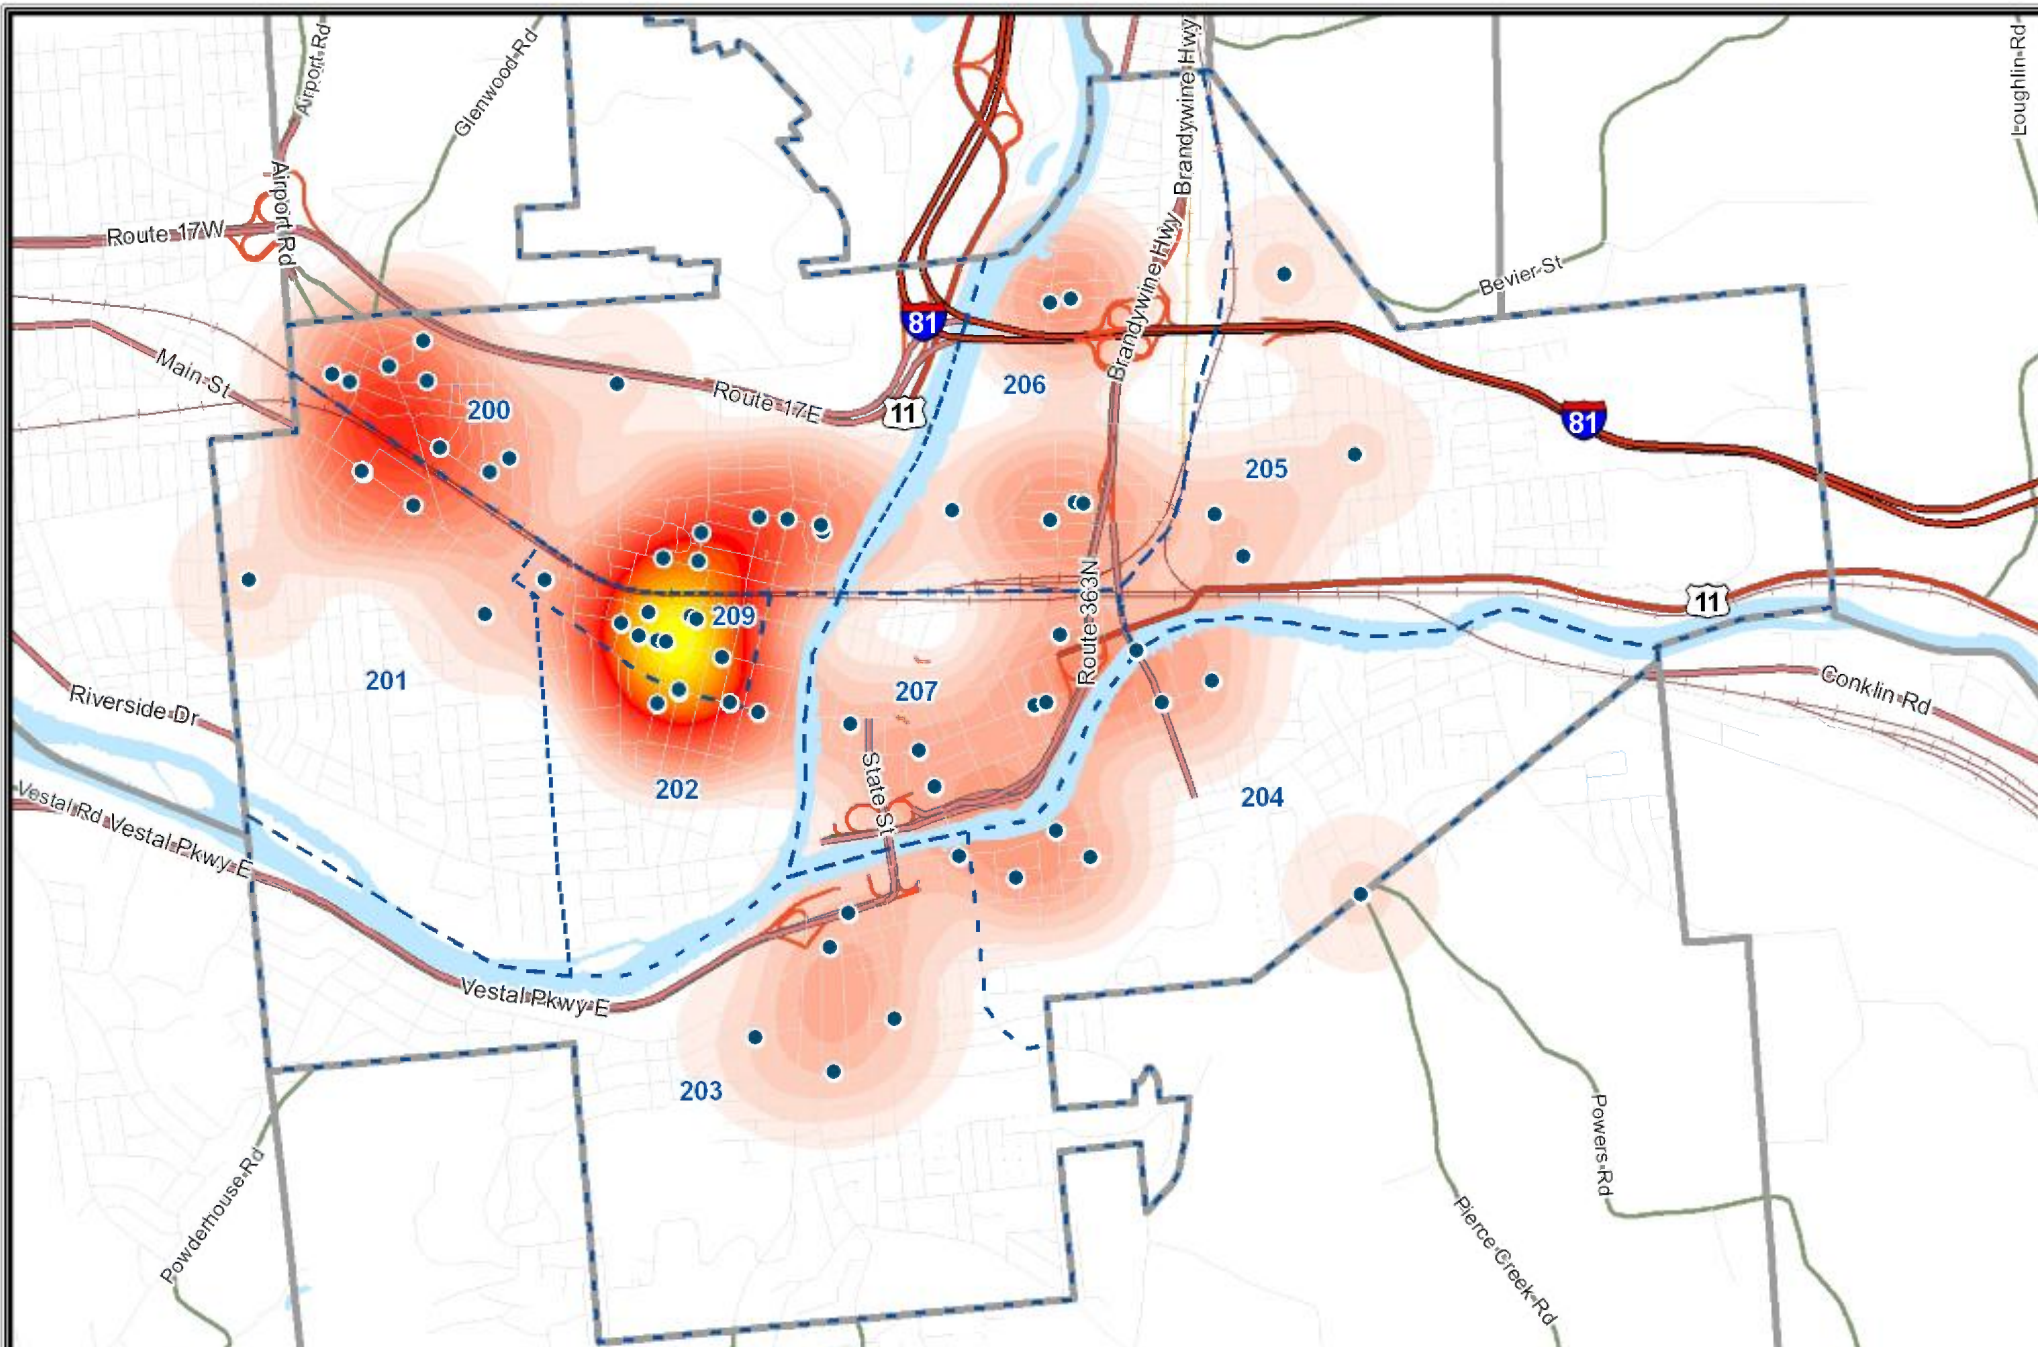 Airport Rd
Glenwood Rd
Brandywine Hwy
Loughlin Rd
Airport Rd
Route 17W
Brandywine Hwy
Bevier St
81
Main St
206
Route 17E
11
200
81
205
Route 363N
209
11
201
207
Riverside Dr
Conklin Rd
202
State St
204
Vestal Rd
Vestal Pkwy E
Vestal Pkwy E
203
Powderhouse Rd
Powers Rd
Pierce Creek Rd